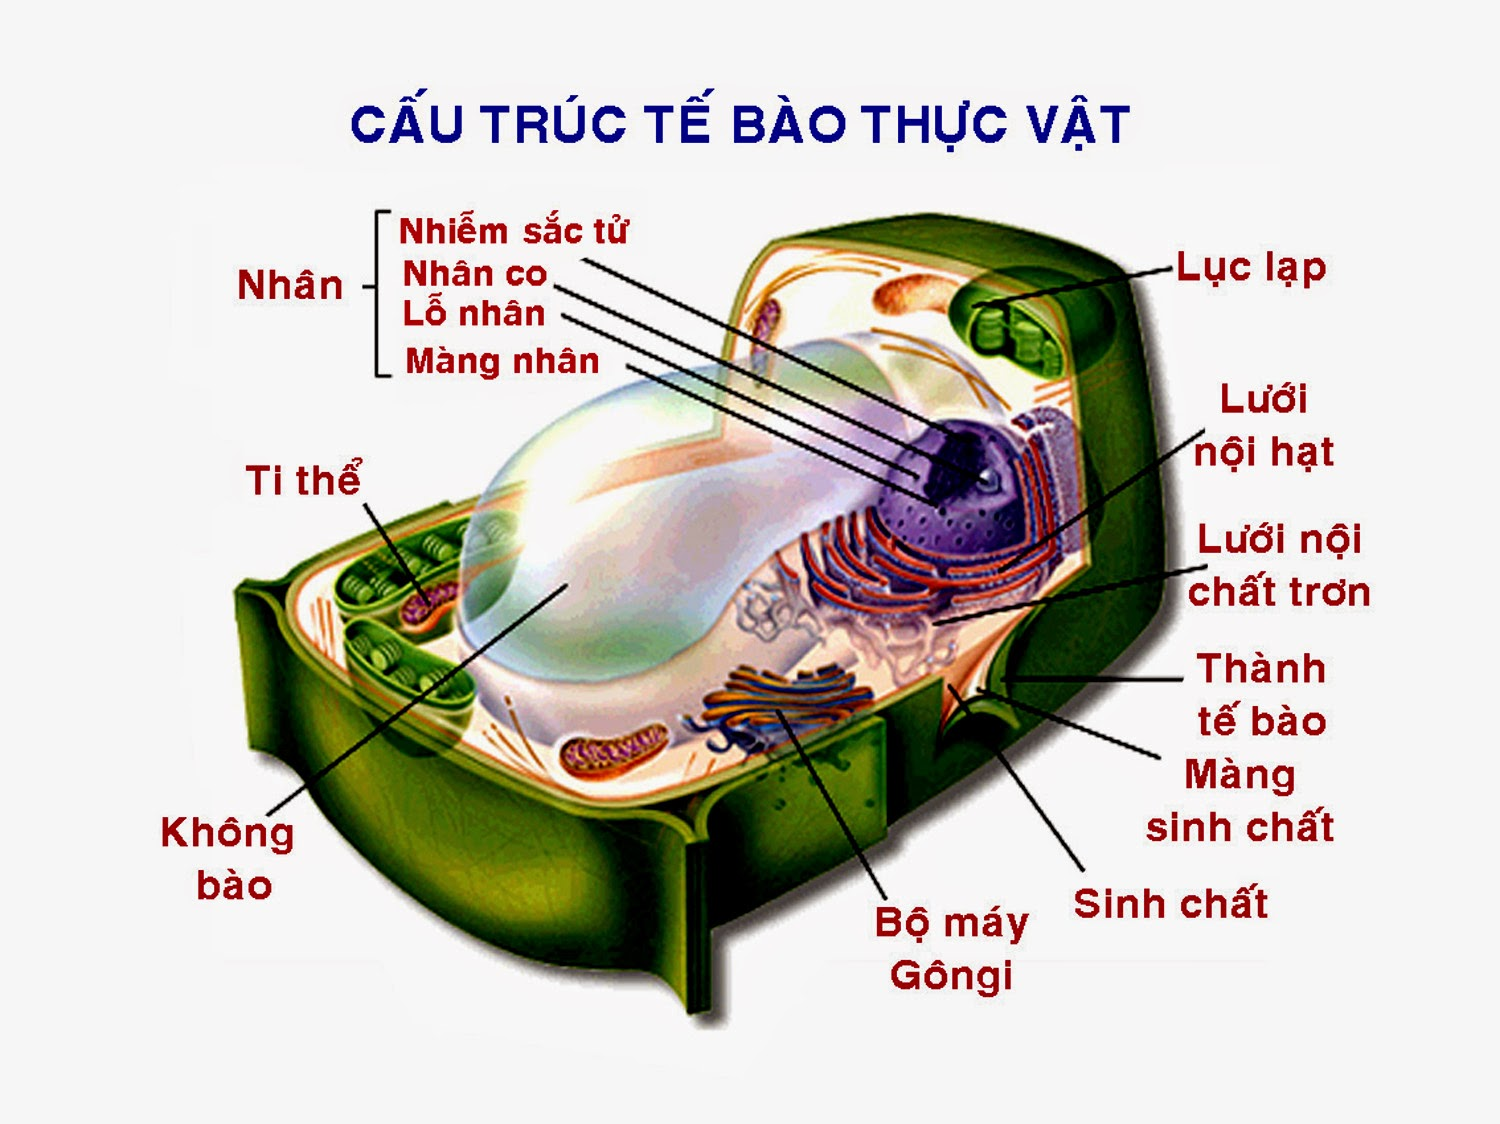 CẤU TRÚC TẾ BÀO THỰC VẬT
Nhân
Nhiễm sắc tử
Nhân co
Lỗ nhân
Màng nhân
Lục lạp
Lưới
nội hạt
Ti thể
Lưới nội
chất trơn
Thành
tế bào
Màng
sinh chất
Không
bào
Sinh chất
Bộ máy
Gôngi